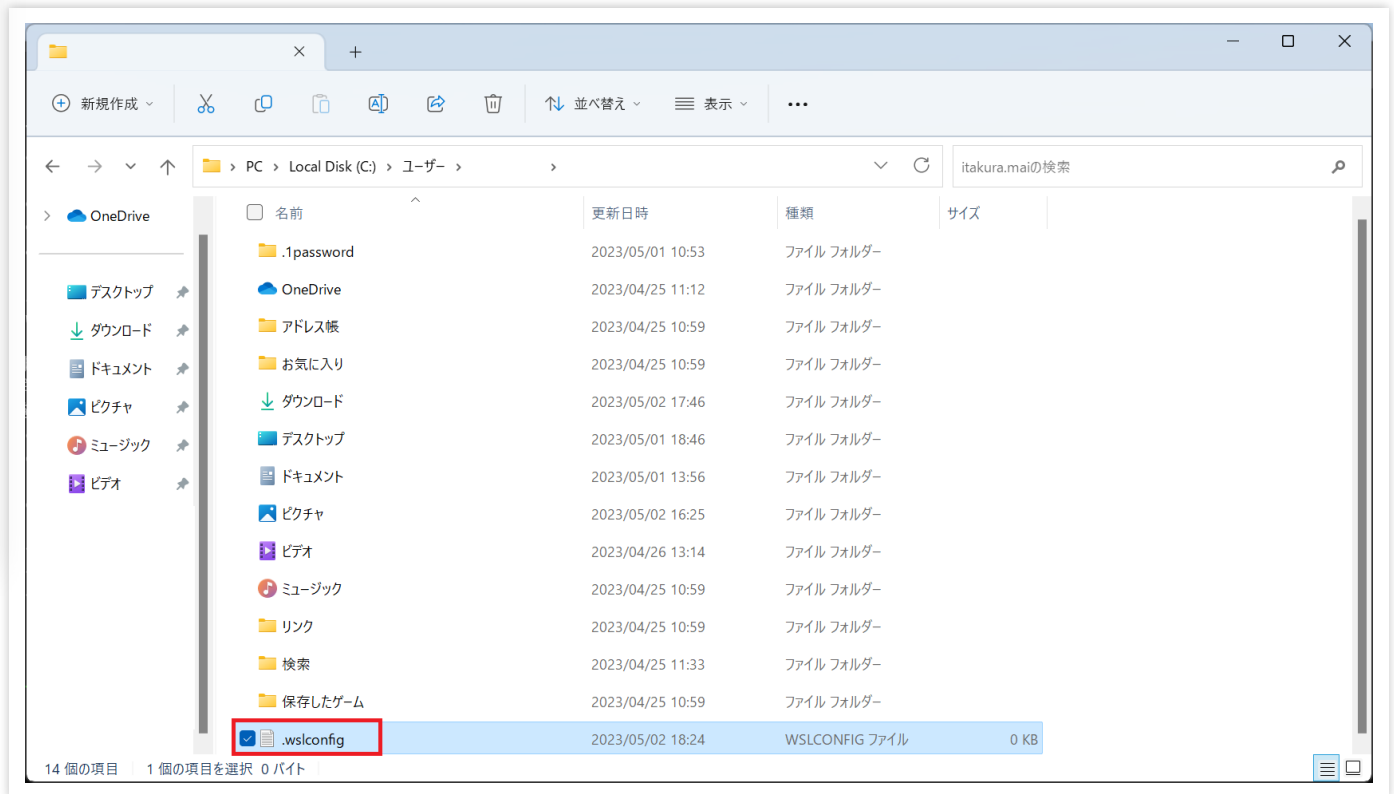 新規作成 並べ替え 表示
PC Local Disk (C:) ユーザー itakura.maiの検索
OneDrive
デスクトップ
ダウンロード
ドキュメント
ピクチャ
ミュージック
ビデオ
名前 更新日時 種類 サイズ
.1password 2023/05/01 10:53 ファイル フォルダー
OneDrive 2023/04/25 11:12 ファイル フォルダー
アドレス帳 2023/04/25 10:59 ファイル フォルダー
お気に入り 2023/04/25 10:59 ファイル フォルダー
ダウンロード 2023/05/02 17:46 ファイル フォルダー
デスクトップ 2023/05/01 18:46 ファイル フォルダー
ドキュメント 2023/05/01 13:56 ファイル フォルダー
ピクチャ 2023/05/02 16:25 ファイル フォルダー
ビデオ 2023/04/26 13:14 ファイル フォルダー
ミュージック 2023/04/25 10:59 ファイル フォルダー
リンク 2023/04/25 10:59 ファイル フォルダー
検索 2023/04/25 11:33 ファイル フォルダー
保存したゲーム 2023/04/25 10:59 ファイル フォルダー
.wslconfig 2023/05/02 18:24 WSLCONFIG ファイル 0 KB
14 個の項目 1 個の項目を選択 0 バイト